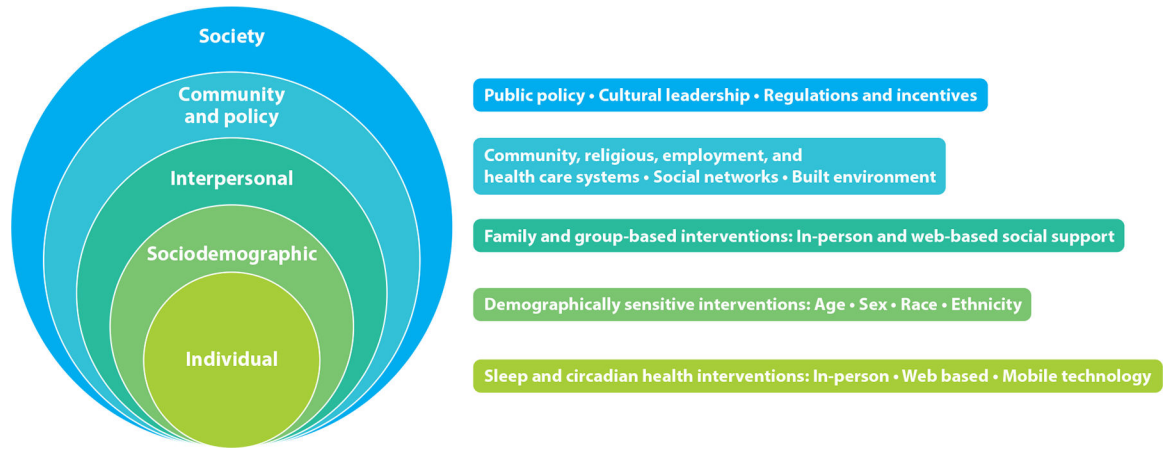 Society
Community
and policy
Interpersonal
Sociodemographic
Individual
Public policy • Cultural leadership • Regulations and incentives
Community, religious, employment, and
health care systems • Social networks • Built environment
Family and group-based interventions: In-person and web-based social support
Demographically sensitive interventions: Age • Sex • Race • Ethnicity
Sleep and circadian health interventions: In-person • Web based • Mobile technology